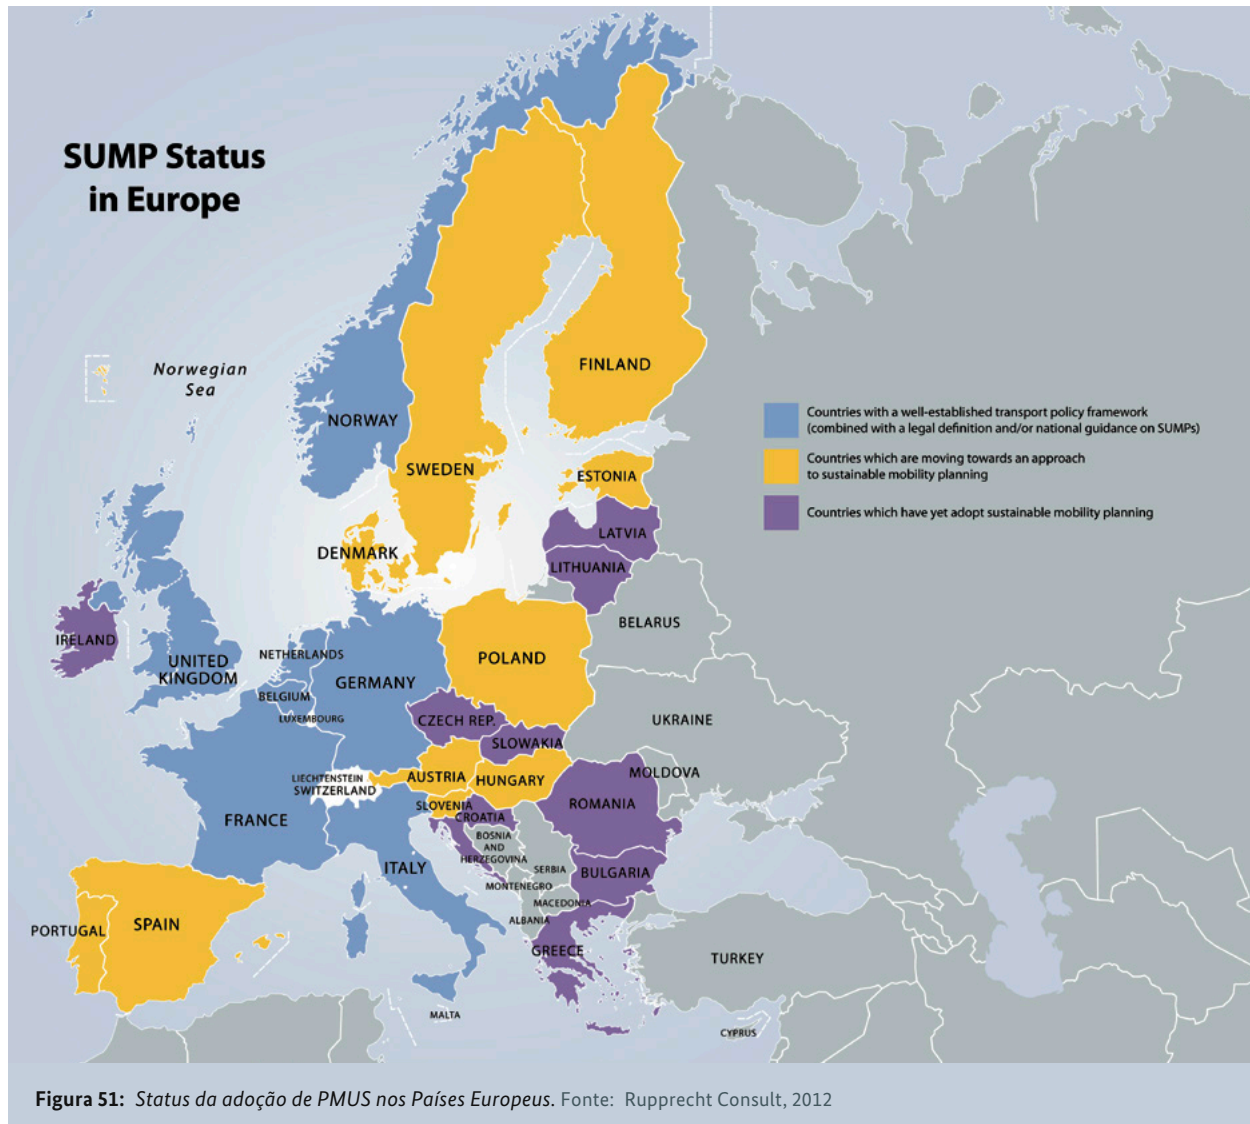 SUMP Status
in Europe
Norwegian
Sea
FINLAND
NORWAY
SWEDEN
Countries with a well-established transport policy framework
(combined with a legal definition and/or national guidance on SUMPs)
Countries which are moving towards an approach
to sustainable mobility planning
Countries which have yet adopt sustainable mobility planning
ESTONIA
LATVIA
DENMARK
LITHUANIA
BELARUS
IRELAND
NETHERLANDS
UNITED
KINGDOM
POLAND
GERMANY
BELGIUM
LUXEMBOURG
CZECH REP.
UKRAINE
SLOWAKIA
MOLDOVA
LIECHTENSTEIN
SWITZERLAND
AUSTRIA
HUNGARY
SLOVENIA
ROMANIA
CROATIA
FRANCE
BOSNIA
AND
HERZEGOVINA
SERBIA
ITALY
BULGARIA
MONTENEGRO
MACEDONIA
ALBANIA
PORTUGAL
SPAIN
GREECE
TURKEY
MALTA
CYPRUS
Figura 51: Status da adoção de PMUS nos Países Europeus. Fonte: Rupprecht Consult, 2012